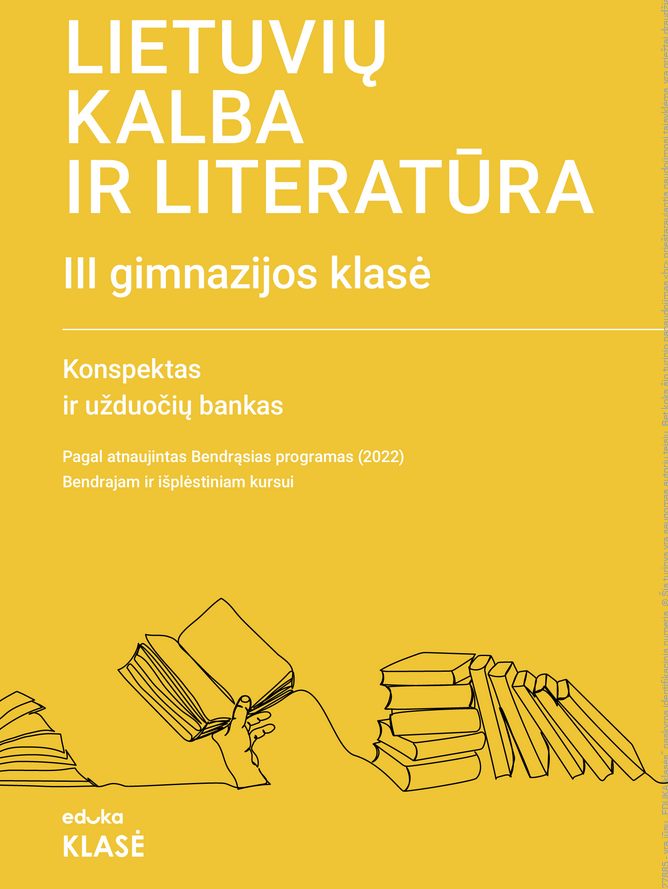 LIETUVIŲ
KALBA
IR LITERATŪRA
III gimnazijos klasė
Konspektas
ir užduočių bankas
Pagal atnaujintas Bendrąsias programas (2022)
Bendrajam ir išplėstiniam kursui
eduka
KLASĖ